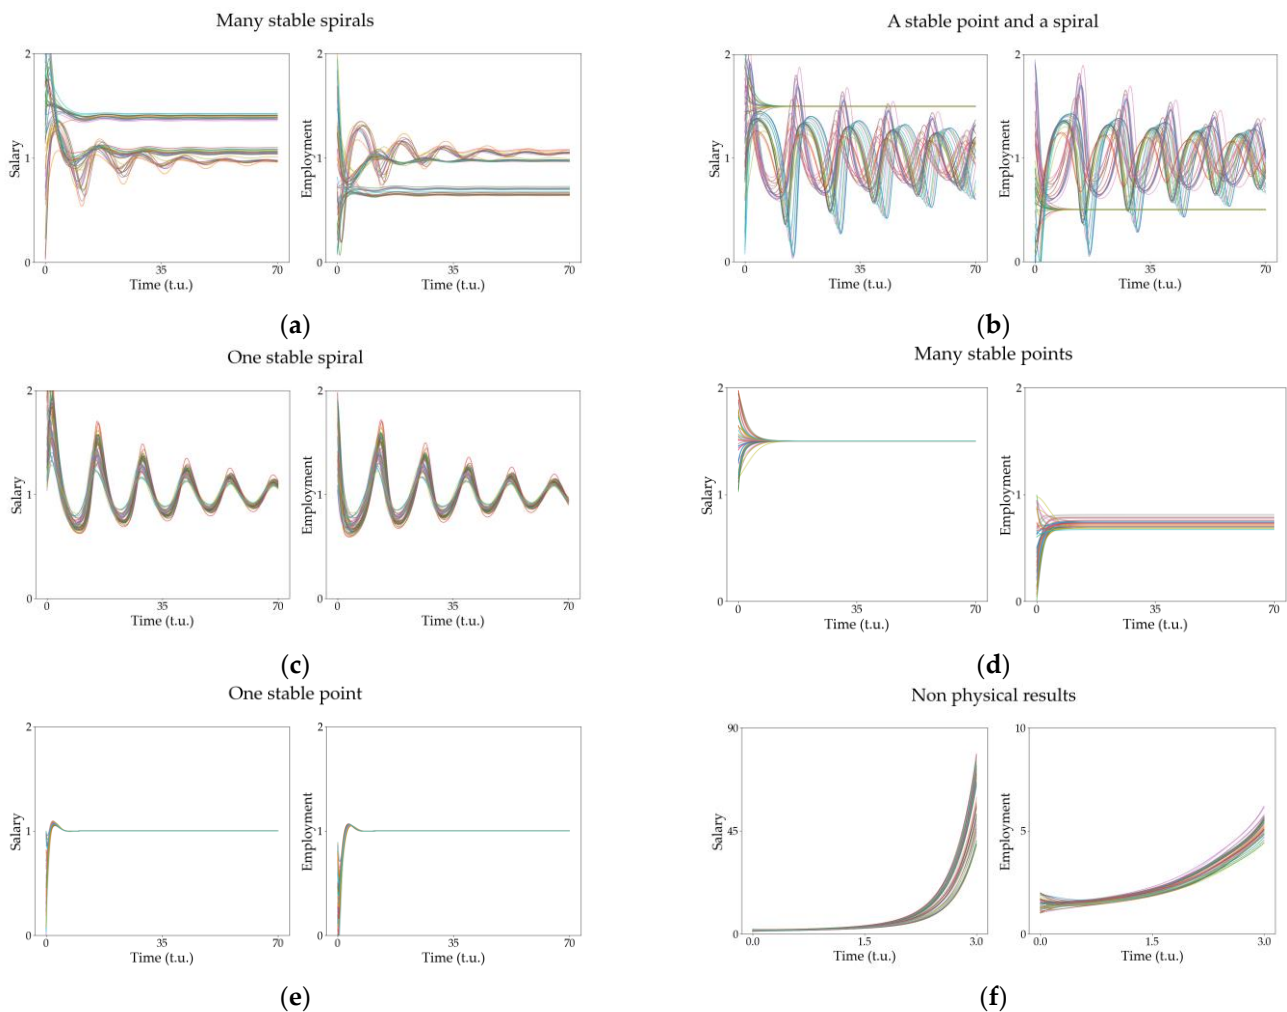 Many stable spirals
2
1
0
Salary
0
35
70
Time (t.u.)
2
1
0
Employment
0
35
70
Time (t.u.)
(a)
A stable point and a spiral
2
1
0
Salary
0
35
70
Time (t.u.)
2
1
0
Employment
0
35
70
Time (t.u.)
(b)
One stable spiral
2
1
0
Salary
0
35
70
Time (t.u.)
2
1
0
Employment
0
35
70
Time (t.u.)
(c)
Many stable points
2
1
0
Salary
0
35
70
Time (t.u.)
2
1
0
Employment
0
35
70
Time (t.u.)
(d)
One stable point
2
1
0
Salary
0
35
70
Time (t.u.)
2
1
0
Employment
0
35
70
Time (t.u.)
(e)
Non physical results
90
45
0
Salary
0.0
1.5
3.0
Time (t.u.)
10
5
0
Employment
0.0
1.5
3.0
Time (t.u.)
(f)